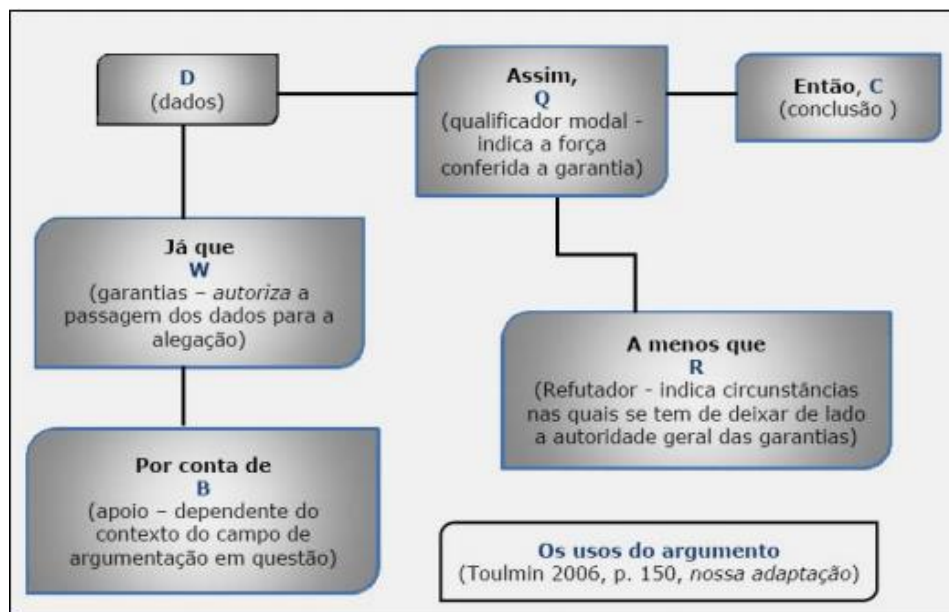 D
(dados)
Assim,
Q
(qualificador modal -
indica a força
conferida a garantia)
Então, C
(conclusão )
Já que
W
(garantias – autoriza a
passagem dos dados para a
alegação)
A menos que
R
(Refutador - indica circunstâncias
nas quais se tem de deixar de lado
a autoridade geral das garantias)
Por conta de
B
(apoio – dependente do
contexto do campo de
argumentação em questão)
Os usos do argumento
(Toulmin 2006, p. 150, nossa adaptação)